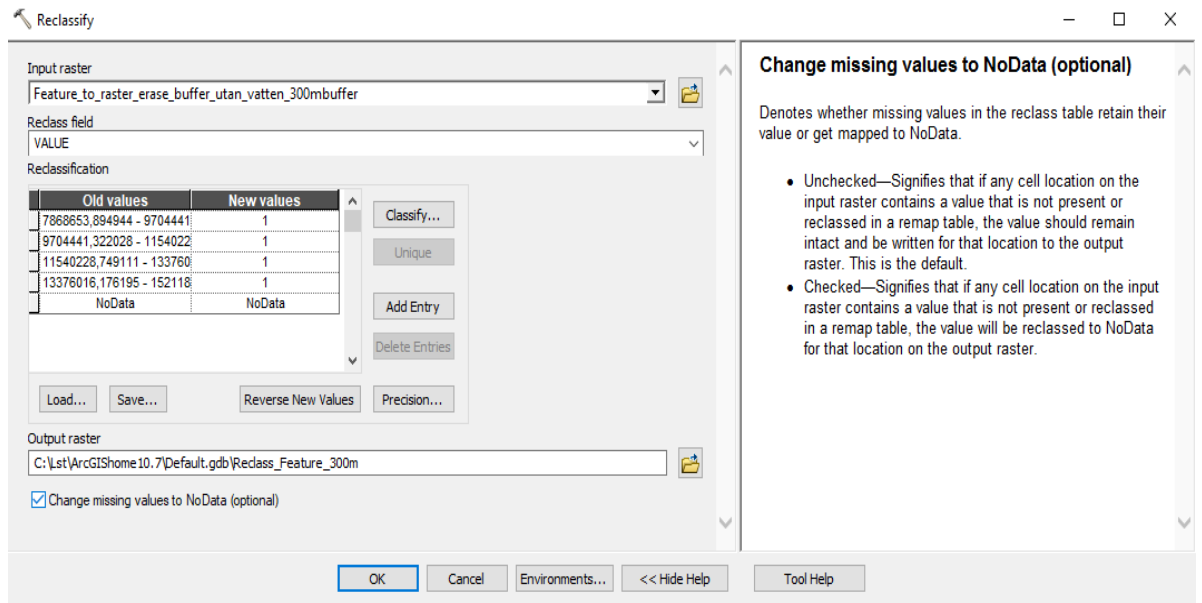 Reclassify
Input raster
Feature_to_raster_erase_buffer_utan_vatten_300mbuffer
Reclass field
VALUE
Reclassification
Old values New values
7868653,894944 - 9704441 1
9704441,322028 - 1154022 1
11540228,749111 - 133760 1
13376016,176195 - 152118 1
NoData NoData
Classify...
Unique
Add Entry
Delete Entries
Load... Save... Reverse New Values Precision...
Output raster
C:\Lst\ArcGIShome10.7\Default.gdb\Reclass_Feature_300m
Change missing values to NoData (optional)
Change missing values to NoData (optional)
Denotes whether missing values in the reclass table retain their
value or get mapped to NoData.
• Unchecked—Signifies that if any cell location on the
input raster contains a value that is not present or
reclassed in a remap table, the value should remain
intact and be written for that location to the output
raster. This is the default.
• Checked—Signifies that if any cell location on the input
raster contains a value that is not present or reclassed
in a remap table, the value will be reclassed to NoData
for that location on the output raster.
OK Cancel Environments... << Hide Help Tool Help